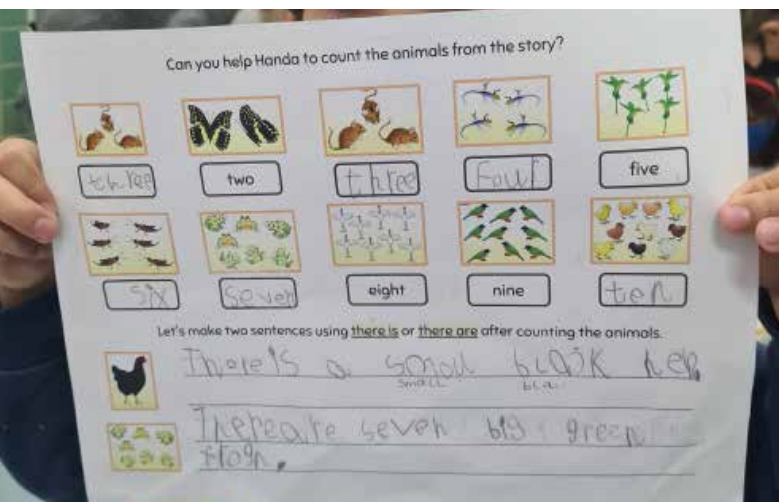 Can you help Handa to count the animals from the story?
three two three Four five
six seven eight nine ten
Let's make two sentences using there is or there are after counting the animals.
There is a small black hen.
small bla
There are seven big green
frogn.